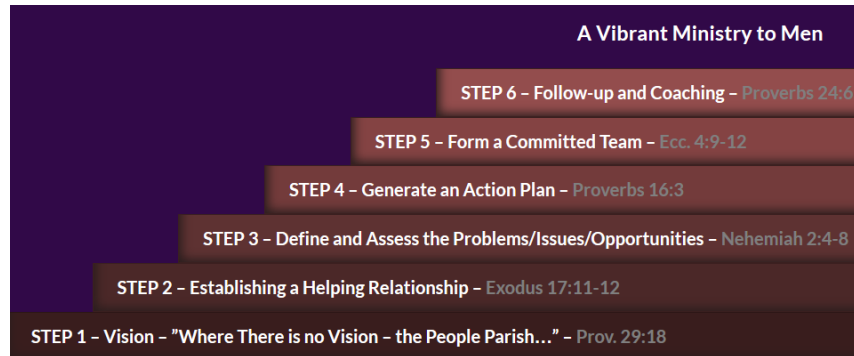 A Vibrant Ministry to Men
STEP 6 – Follow-up and Coaching – Proverbs 24:6
STEP 5 – Form a Committed Team – Ecc. 4:9-12
STEP 4 – Generate an Action Plan – Proverbs 16:3
STEP 3 – Define and Assess the Problems/Issues/Opportunities – Nehemiah 2:4-8
STEP 2 – Establishing a Helping Relationship – Exodus 17:11-12
STEP 1 – Vision – ”Where There is no Vision – the People Parish…” – Prov. 29:18